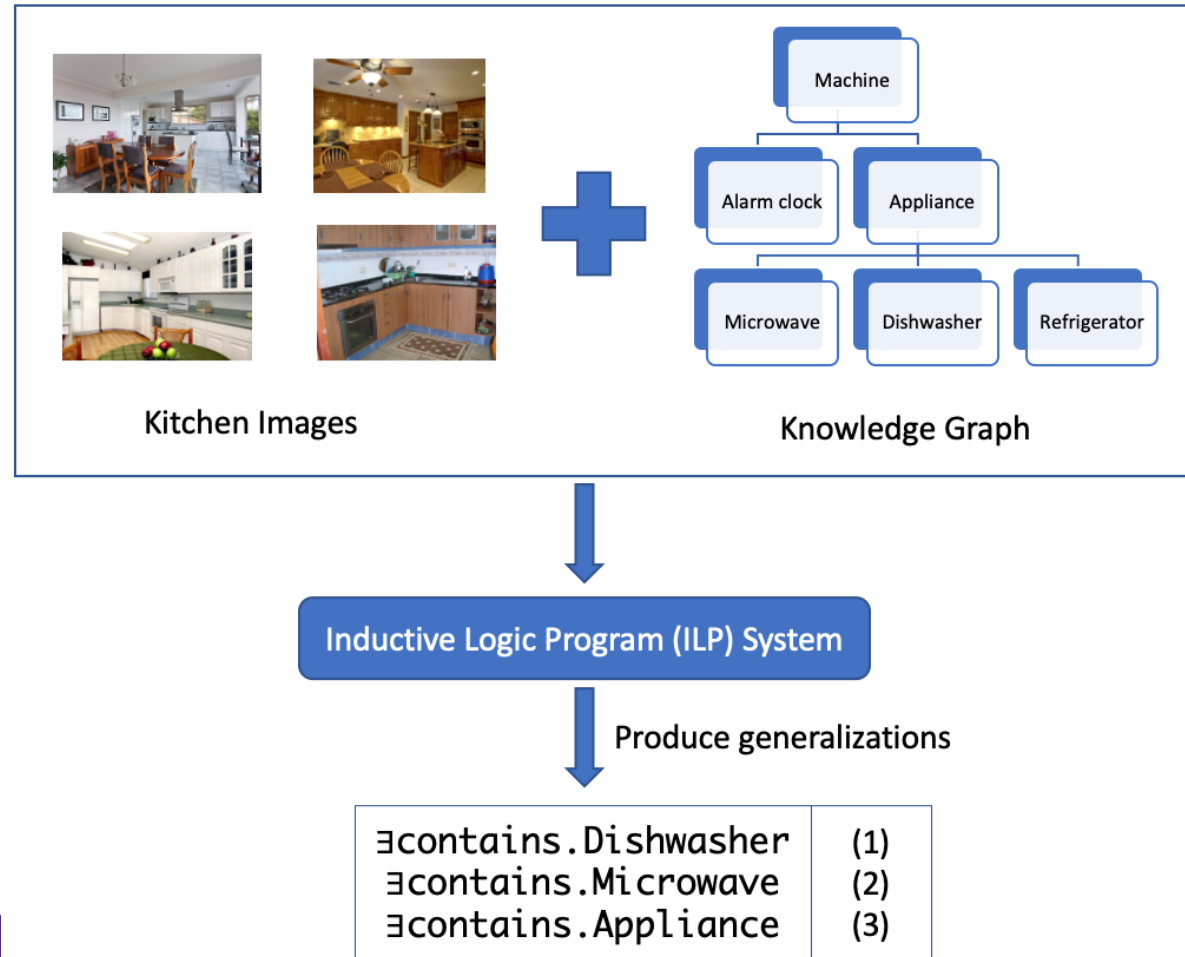 Machine
Alarm clock
Appliance
Microwave
Dishwasher
Refrigerator
Kitchen Images
Knowledge Graph
Inductive Logic Program (ILP) System
Produce generalizations
∃contains.Dishwasher (1)
∃contains.Microwave (2)
∃contains.Appliance (3)